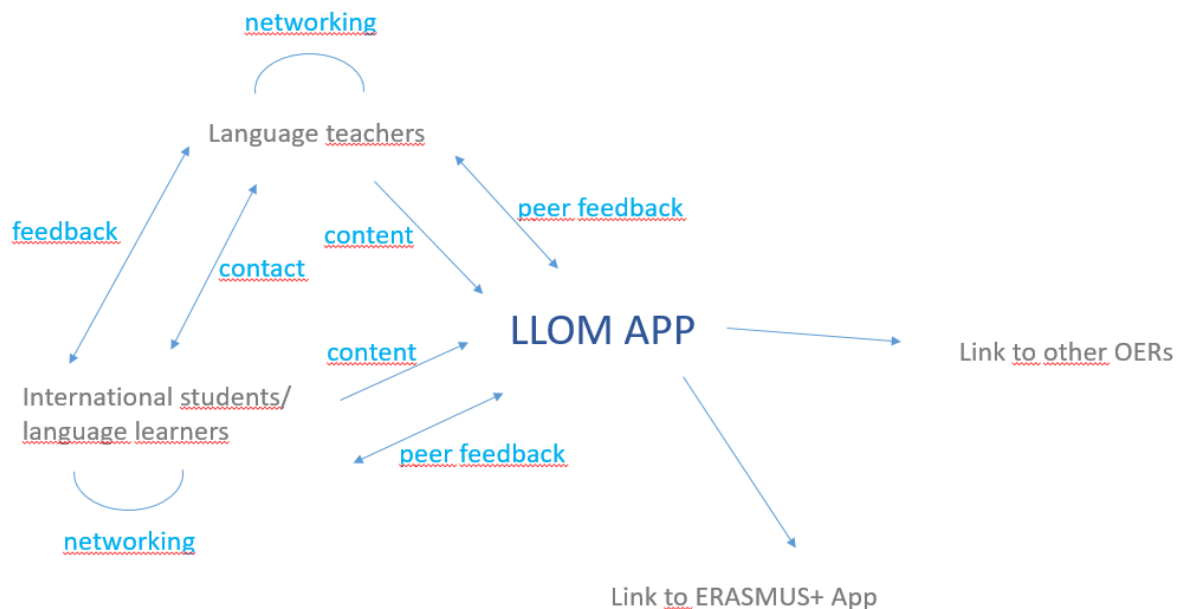 networking
Language teachers
feedback
peer feedback
content
contact
LLOM APP
content
Link to other OERs
International students/
language learners
peer feedback
networking
Link to ERASMUS+ App